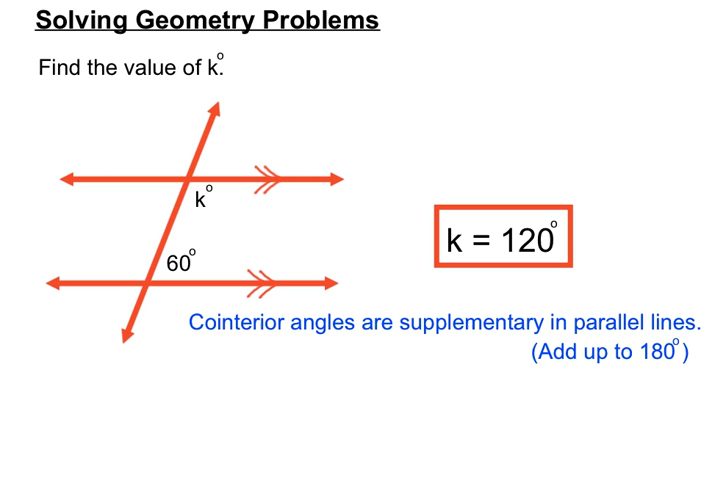 Solving Geometry Problems
Find the value of k°.
k°
60°
k = 120°
Cointerior angles are supplementary in parallel lines.
(Add up to 180°)